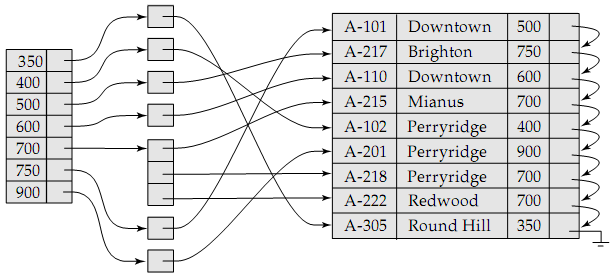 350
400
500
600
700
750
900
A-101 Downtown 500
A-217 Brighton 750
A-110 Downtown 600
A-215 Mianus 700
A-102 Perryridge 400
A-201 Perryridge 900
A-218 Perryridge 700
A-222 Redwood 700
A-305 Round Hill 350